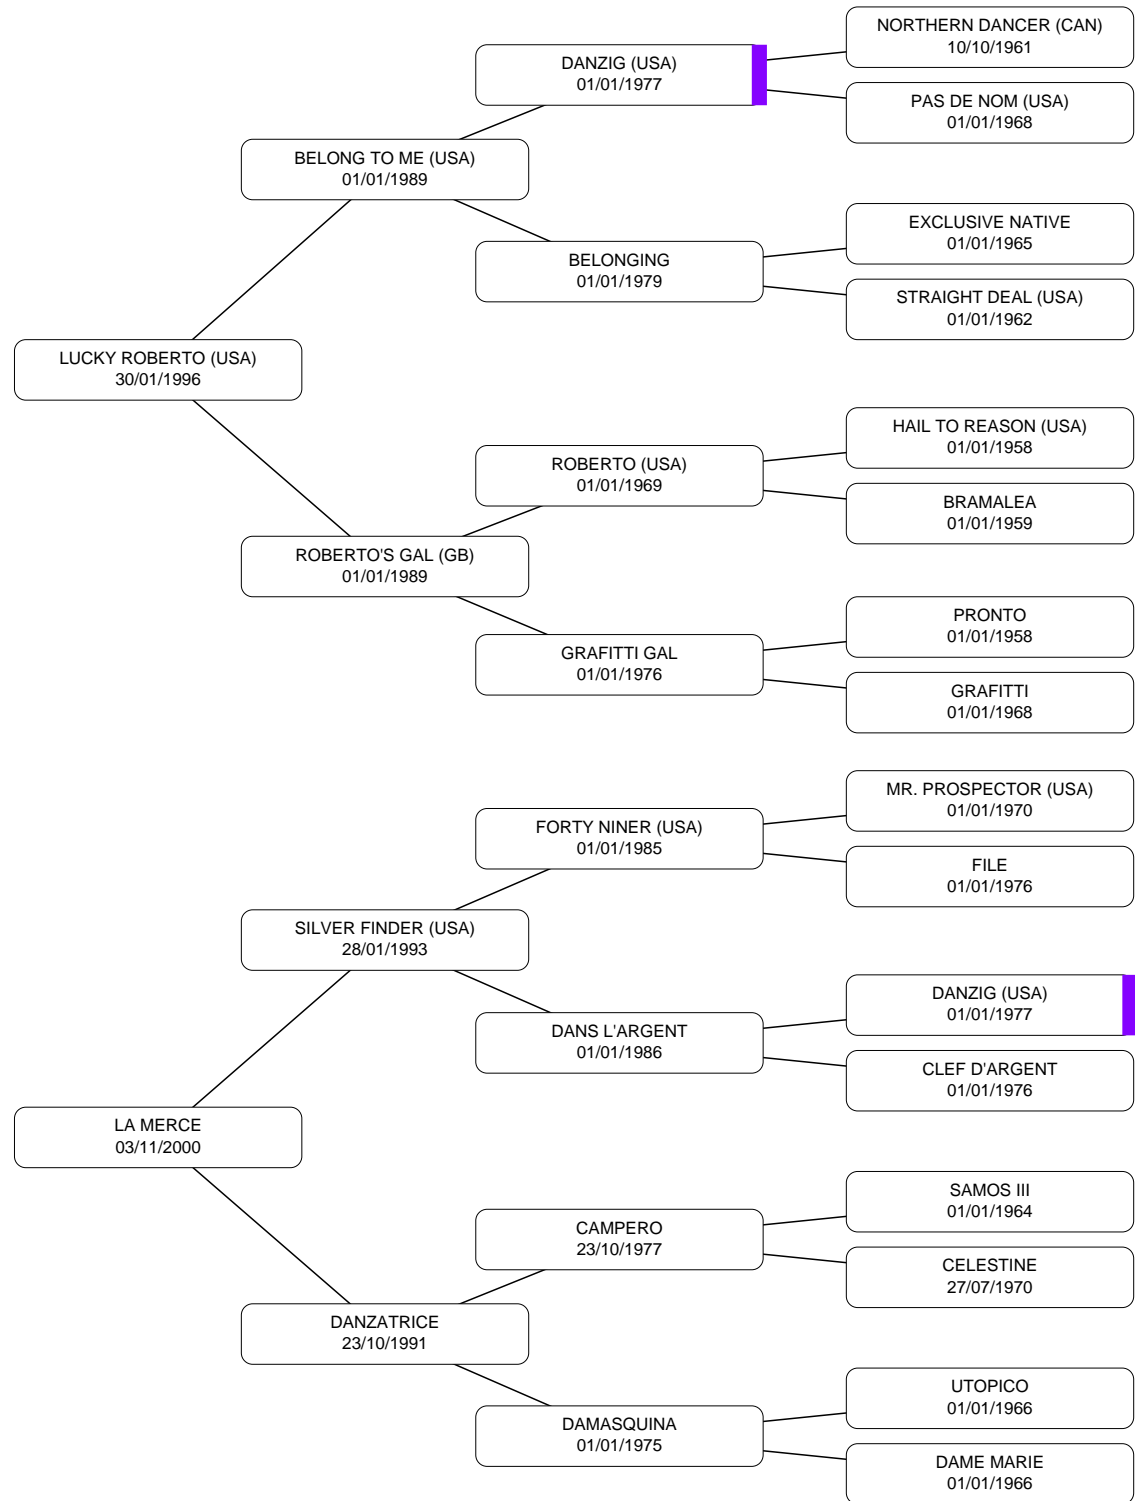 NORTHERN DANCER (CAN)
10/10/1961
DANZIG (USA)
01/01/1977
PAS DE NOM (USA)
01/01/1968
BELONG TO ME (USA)
01/01/1989
EXCLUSIVE NATIVE
01/01/1965
BELONGING
01/01/1979
STRAIGHT DEAL (USA)
01/01/1962
LUCKY ROBERTO (USA)
30/01/1996
HAIL TO REASON (USA)
01/01/1958
ROBERTO (USA)
01/01/1969
BRAMALEA
01/01/1959
ROBERTO'S GAL (GB)
01/01/1989
PRONTO
01/01/1958
GRAFITTI GAL
01/01/1976
GRAFITTI
01/01/1968
MR. PROSPECTOR (USA)
01/01/1970
FORTY NINER (USA)
01/01/1985
FILE
01/01/1976
SILVER FINDER (USA)
28/01/1993
DANZIG (USA)
01/01/1977
DANS L'ARGENT
01/01/1986
CLEF D'ARGENT
01/01/1976
LA MERCE
03/11/2000
SAMOS III
01/01/1964
CAMPERO
23/10/1977
CELESTINE
27/07/1970
DANZATRICE
23/10/1991
UTOPICO
01/01/1966
DAMASQUINA
01/01/1975
DAME MARIE
01/01/1966